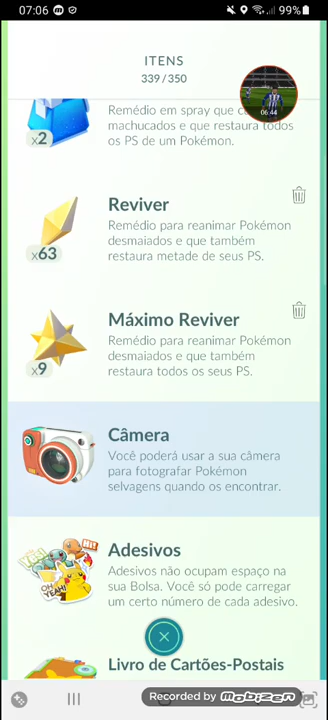 07:06
99%
ITENS
339 / 350
06:44
Remédio em spray que
machucados e que restaura todos
os PS de um Pokémon.
x2
Reviver
Remédio para reanimar Pokémon
desmaiados e que também
restaura metade de seus PS.
x63
Máximo Reviver
Remédio para reanimar Pokémon
desmaiados e que também
restaura todos os seus PS.
x9
Câmera
Você poderá usar a sua câmera
para fotografar Pokémon
selvagens quando os encontrar.
Adesivos
Adesivos não ocupam espaço na
sua Bolsa. Você só pode carregar
um certo número de cada adesivo.
YES!
Hi!
OH YEAH!
Livro de Cartões-Postais
Recorded by mobizen